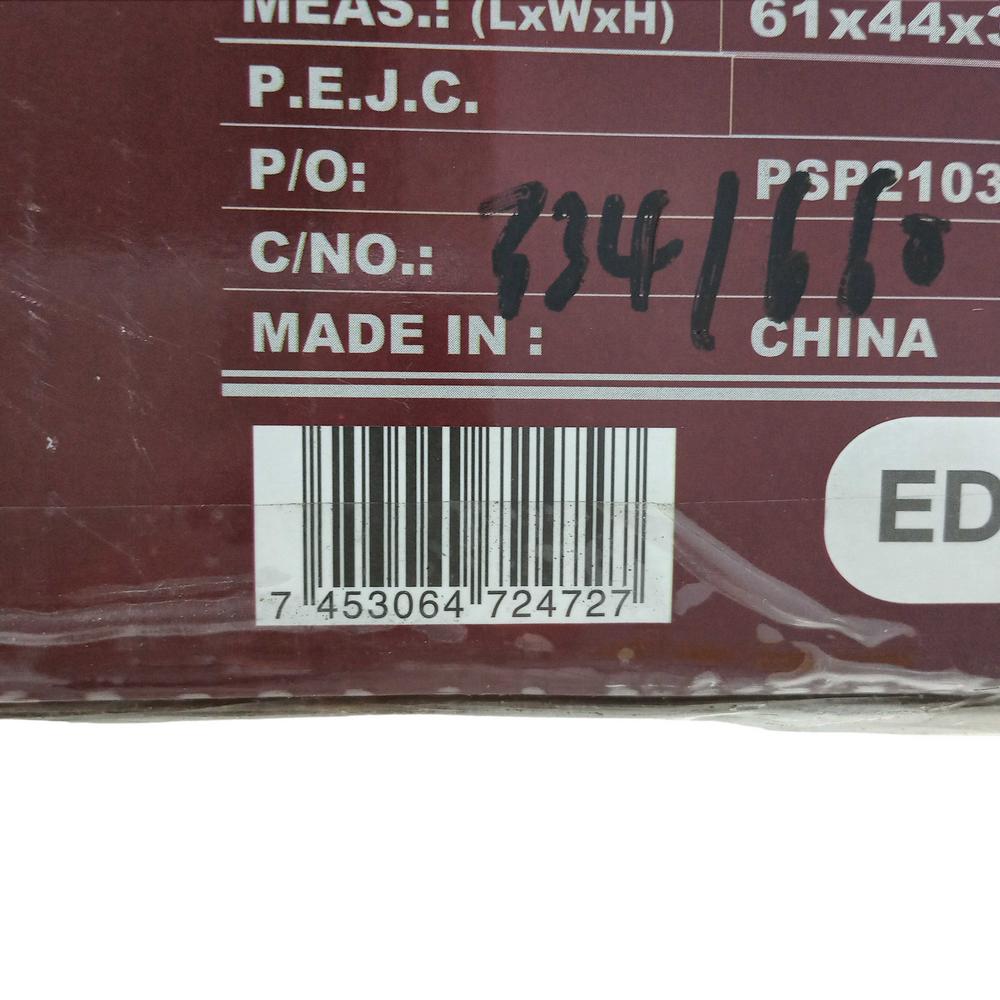 MEAS.: (LxWxH) 61x44x3
P.E.J.C.
P/O: PSP2103
C/NO.: 334/660
MADE IN : CHINA
ED
7 453064 724727